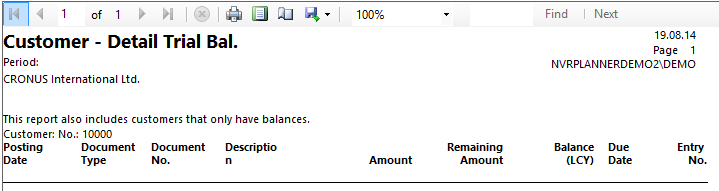 1 of 1 100% Find | Next
Customer - Detail Trial Bal.
19.08.14
Page 1
Period:
NVRPLANNERDEMO2\DEMO
CRONUS International Ltd.
This report also includes customers that only have balances.
Customer: No.: 10000
Posting Document Document Descriptio Remaining Balance Due Entry
Date Type No. n Amount Amount (LCY) Date No.